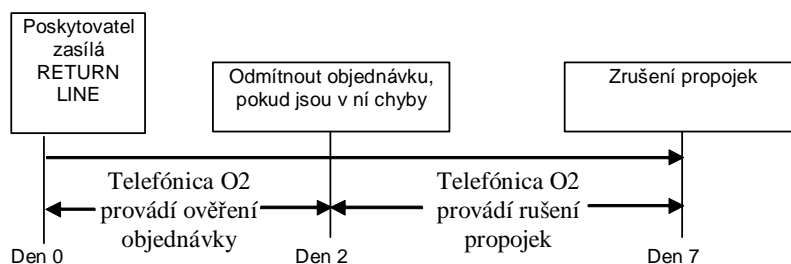 Poskytovatel
zasílá
RETURN
LINE
Odmítnout objednávku,
pokud jsou v ní chyby
Zrušení propojek
Telefónica O2
provádí ověření
objednávky
Telefónica O2
provádí rušení
propojek
Den 0
Den 2
Den 7